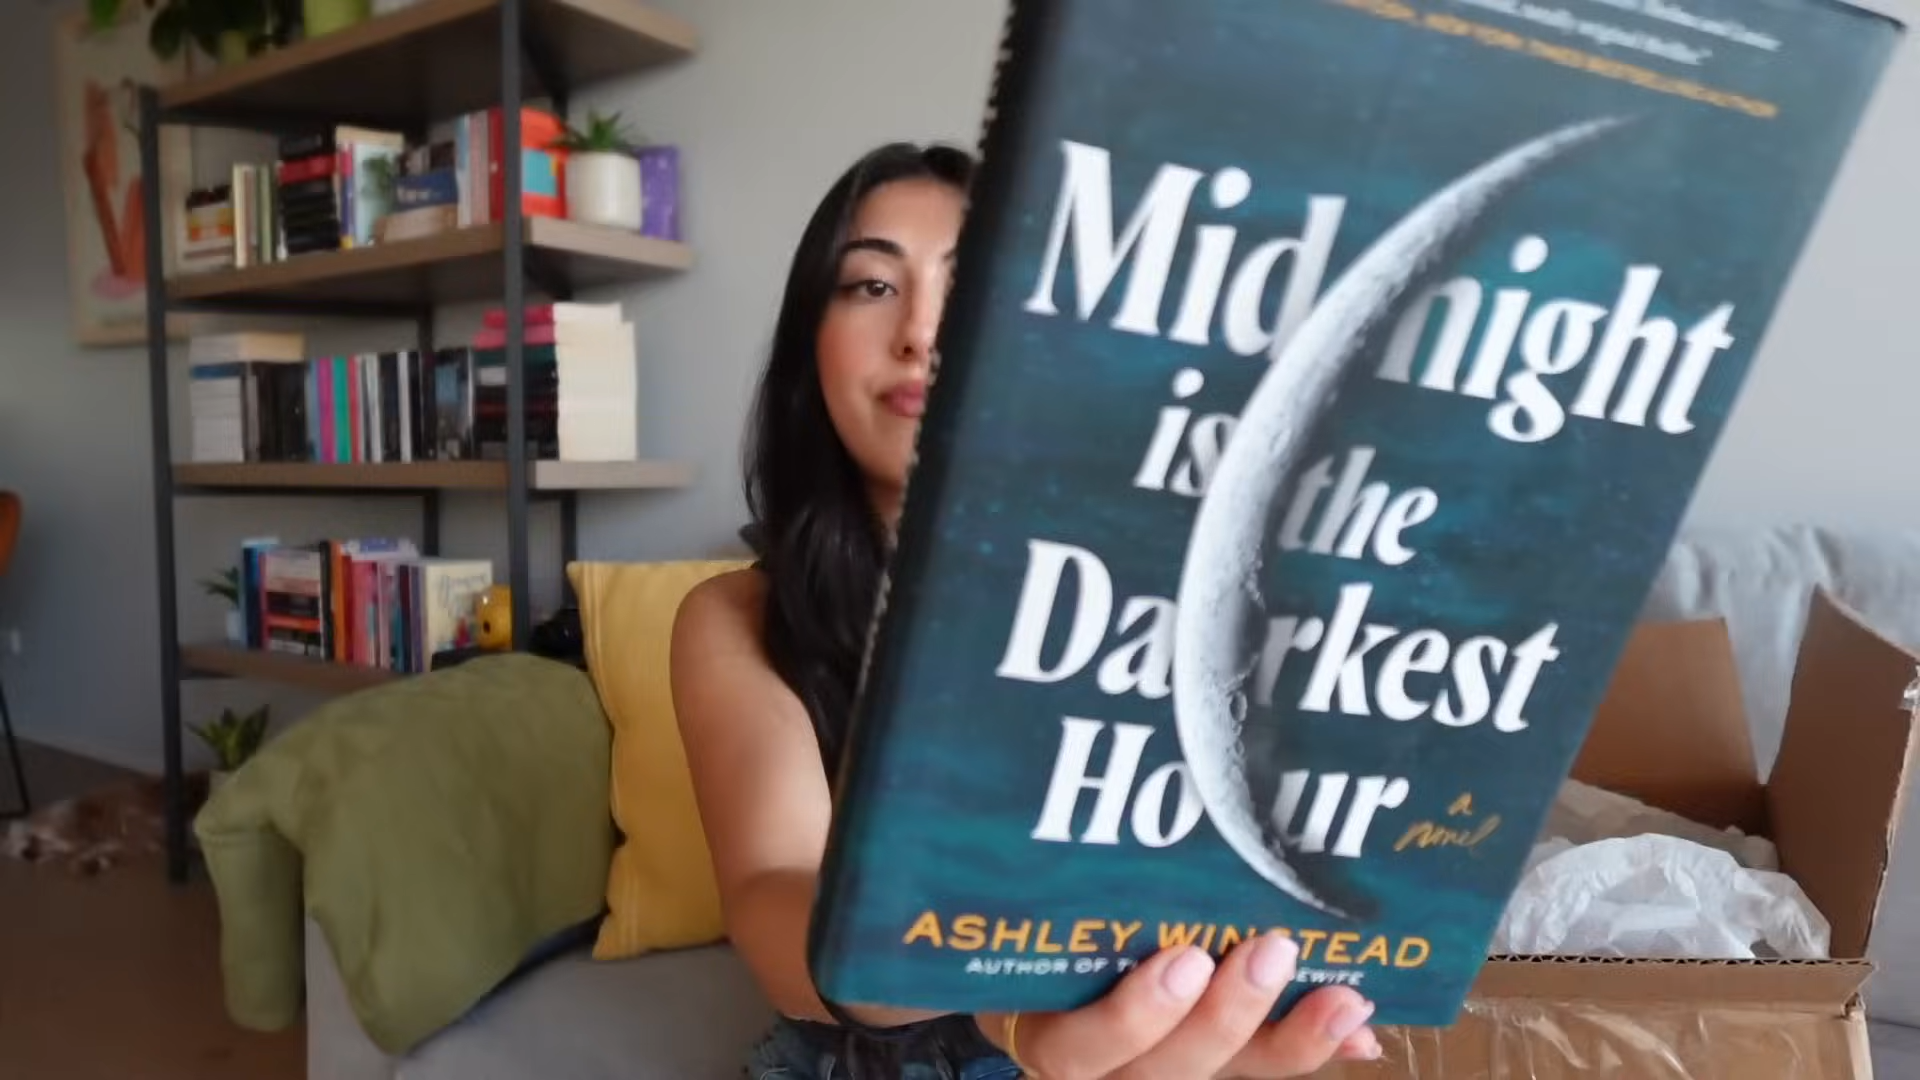 Midnight
is the
Darkest
Hour
a
novel
ASHLEY WINSTEAD
AUTHOR OF